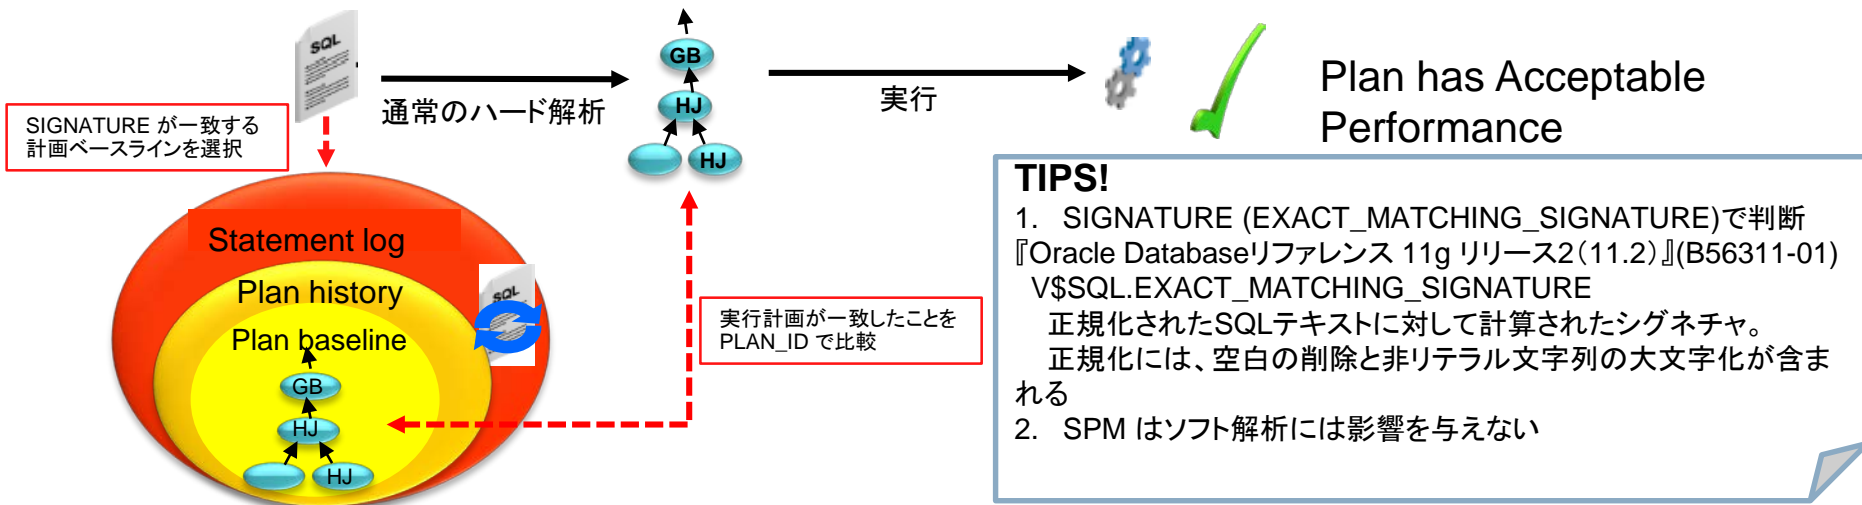 SQL
通常のハード解析
GB
HJ
HJ
実行
Plan has Acceptable
Performance
SIGNATURE が一致する
計画ベースラインを選択
Statement log
Plan history
Plan baseline
SQL
GB
HJ
HJ
実行計画が一致したことを
PLAN_ID で比較
TIPS!
1. SIGNATURE (EXACT_MATCHING_SIGNATURE)で判断
『Oracle Databaseリファレンス 11g リリース2（11.2）』(B56311-01)
V$SQL.EXACT_MATCHING_SIGNATURE
正規化されたSQLテキストに対して計算されたシグネチャ。
正規化には、空白の削除と非リテラル文字列の大文字化が含ま
れる
2. SPM はソフト解析には影響を与えない